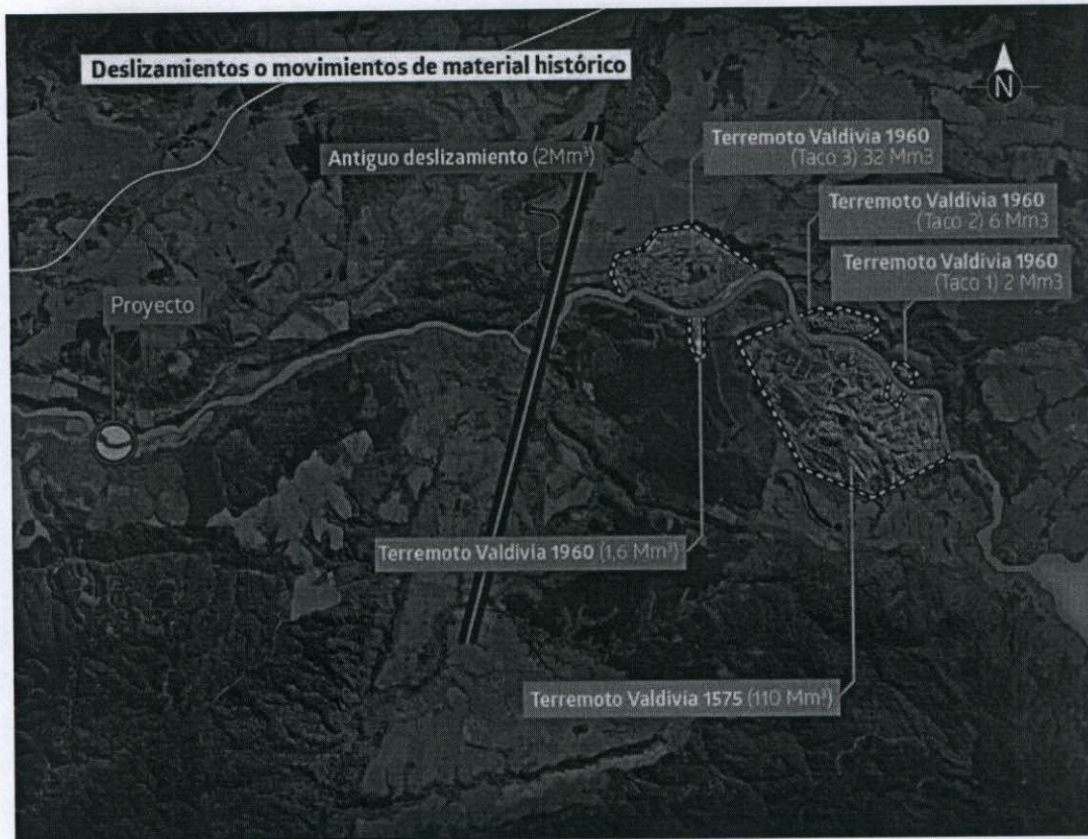 Deslizamientos o movimientos de material histórico
N
Terremoto Valdivia 1960
(Taco 3) 32 Mm3
Antiguo deslizamiento (2Mm³)
Terremoto Valdivia 1960
(Taco 2) 6 Mm3
Terremoto Valdivia 1960
(Taco 1) 2 Mm3
Proyecto
Terremoto Valdivia 1960 (1,6 Mm³)
Terremoto Valdivia 1575 (110 Mm³)